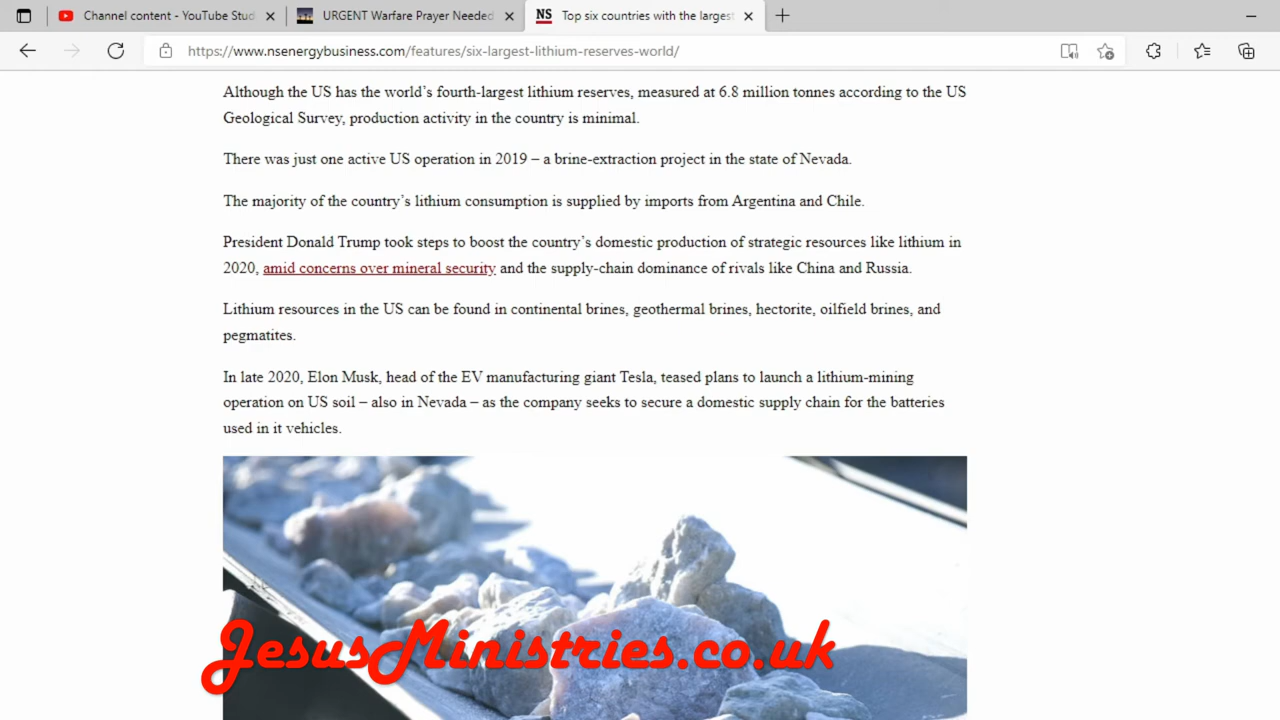 Channel content - YouTube Stud
URGENT Warfare Prayer Needed
NS Top six countries with the largest
https://www.nsenergybusiness.com/features/six-largest-lithium-reserves-world/
Although the US has the world’s fourth-largest lithium reserves, measured at 6.8 million tonnes according to the US
Geological Survey, production activity in the country is minimal.
There was just one active US operation in 2019 – a brine-extraction project in the state of Nevada.
The majority of the country’s lithium consumption is supplied by imports from Argentina and Chile.
President Donald Trump took steps to boost the country’s domestic production of strategic resources like lithium in
2020, amid concerns over mineral security and the supply-chain dominance of rivals like China and Russia.
Lithium resources in the US can be found in continental brines, geothermal brines, hectorite, oilfield brines, and
pegmatites.
In late 2020, Elon Musk, head of the EV manufacturing giant Tesla, teased plans to launch a lithium-mining
operation on US soil – also in Nevada – as the company seeks to secure a domestic supply chain for the batteries
used in it vehicles.
JesusMinistries.co.uk